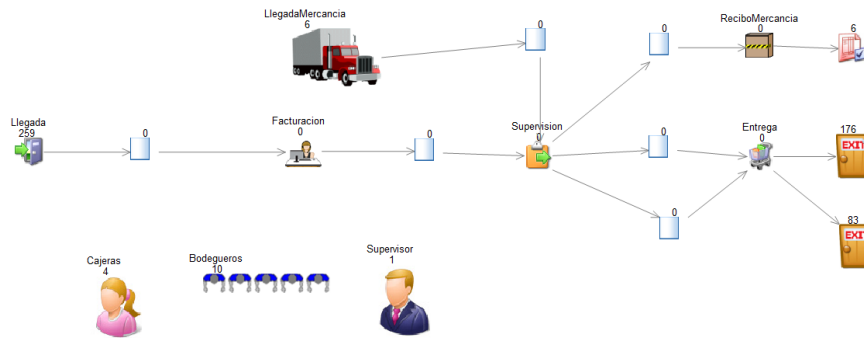 LlegadaMercancia
6
0
0
ReciboMercancia
0
6
Llegada
259
0
Facturacion
0
0
Supervision
0
0
Entrega
0
176
EXIT
0
83
EXIT
Cajeras
4
Bodegueros
10
Supervisor
1